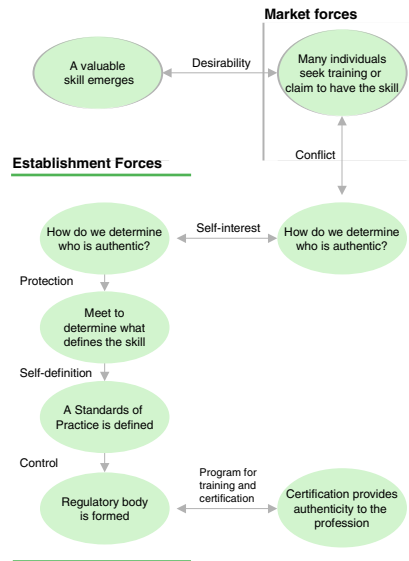 Market forces
A valuable
skill emerges
Desirability
Many individuals
seek training or
claim to have the skill
Conflict
Establishment Forces
How do we determine
who is authentic?
Self-interest
How do we determine
who is authentic?
Protection
Meet to
determine what
defines the skill
Self-definition
A Standards of
Practice is defined
Control
Regulatory body
is formed
Program for
training and
certification
Certification provides
authenticity to the
profession